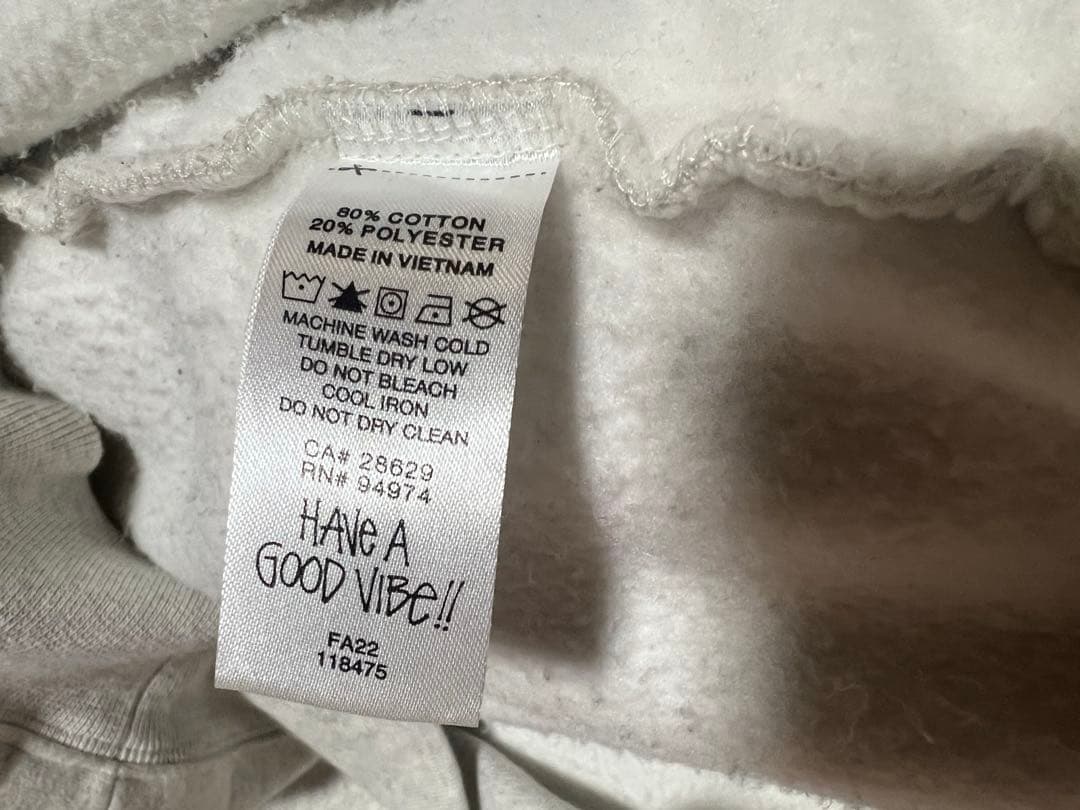 80% COTTON
20% POLYESTER
MADE IN VIETNAM
MACHINE WASH COLD
TUMBLE DRY LOW
DO NOT BLEACH
COOL IRON
DO NOT DRY CLEAN
CA# 28629
RN# 94974
HAVE A
GOOD VIBE!!
FA22
118475